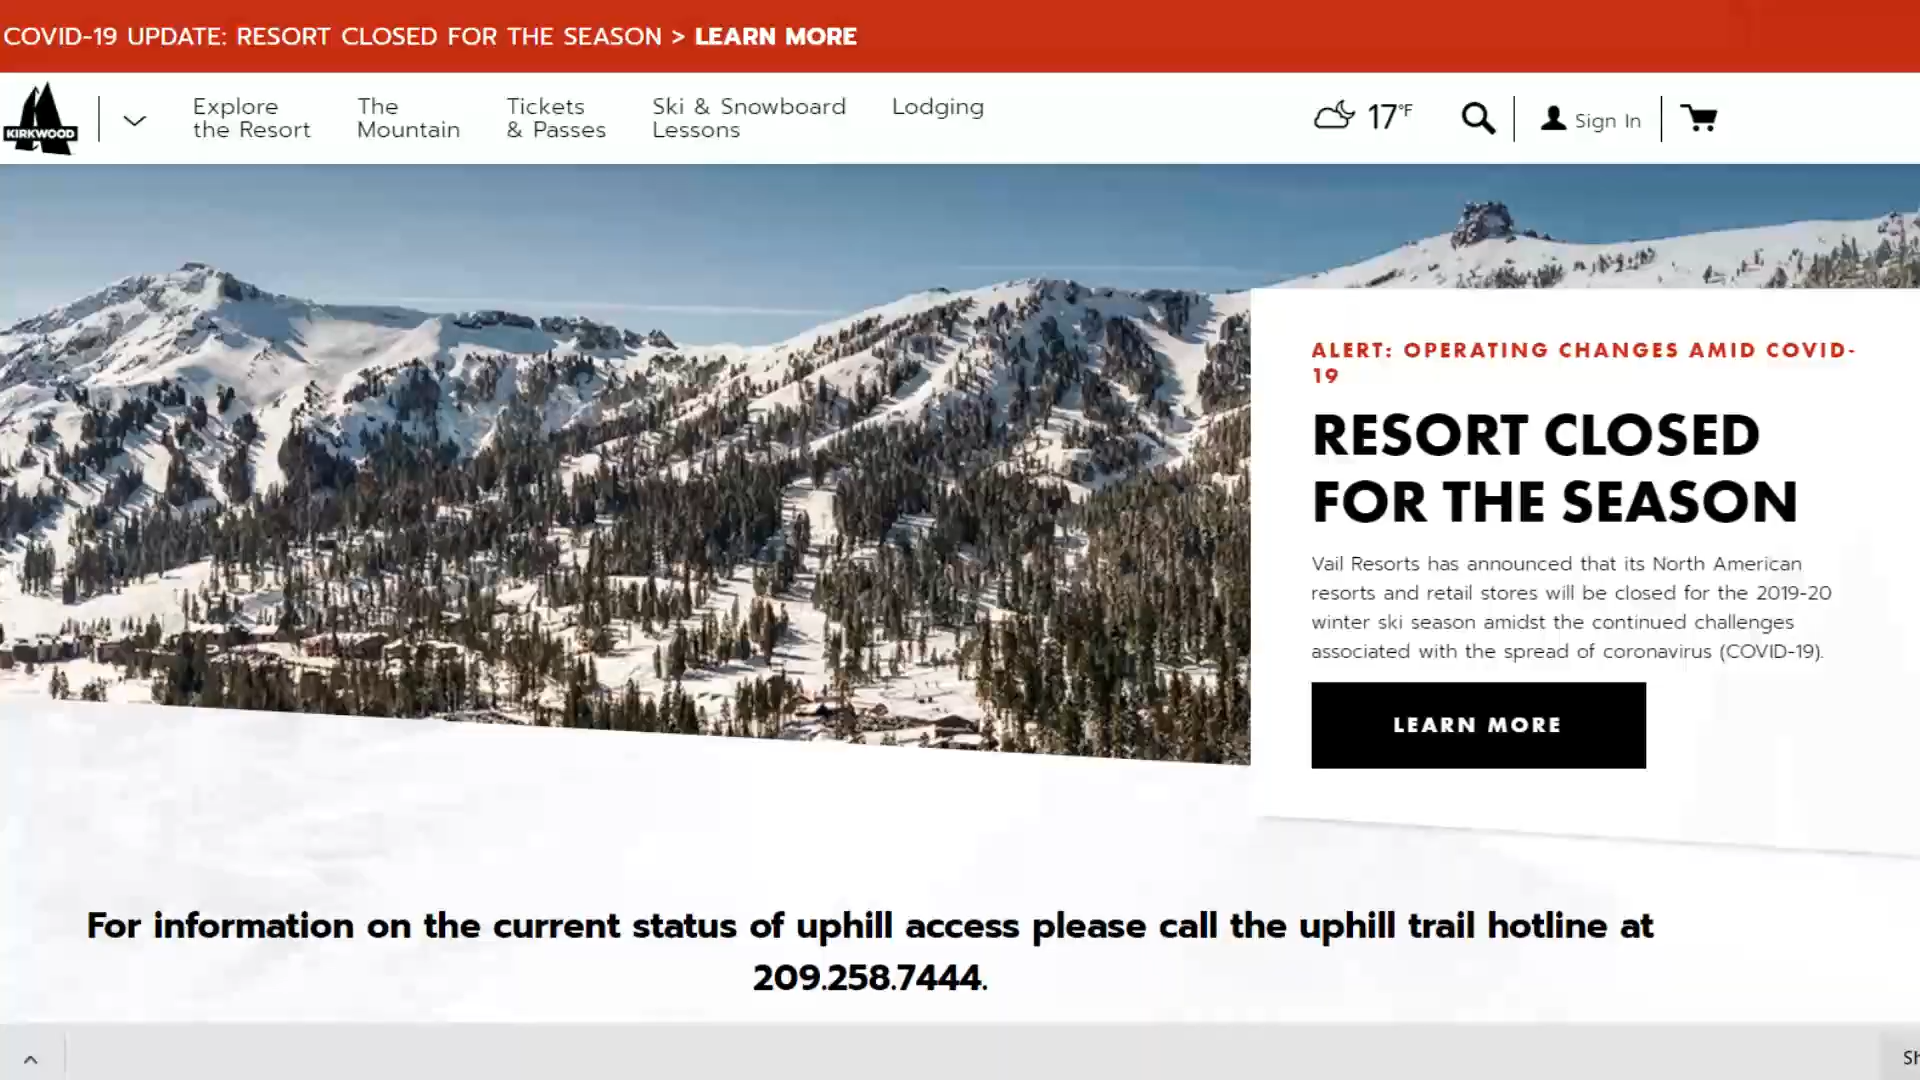 COVID-19 UPDATE: RESORT CLOSED FOR THE SEASON > LEARN MORE
KIRKWOOD
Explore
the Resort
The
Mountain
Tickets
& Passes
Ski & Snowboard
Lessons
Lodging
17°F
Sign In
ALERT: OPERATING CHANGES AMID COVID-
19
RESORT CLOSED
FOR THE SEASON
Vail Resorts has announced that its North American
resorts and retail stores will be closed for the 2019-20
winter ski season amidst the continued challenges
associated with the spread of coronavirus (COVID-19).
LEARN MORE
For information on the current status of uphill access please call the uphill trail hotline at
209.258.7444.